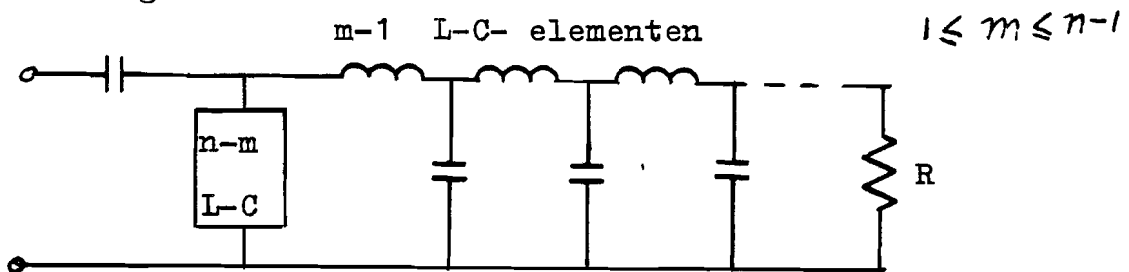 m-1 L-C- elementen
1 ≤ m ≤ n-1
n-m
L-C
R